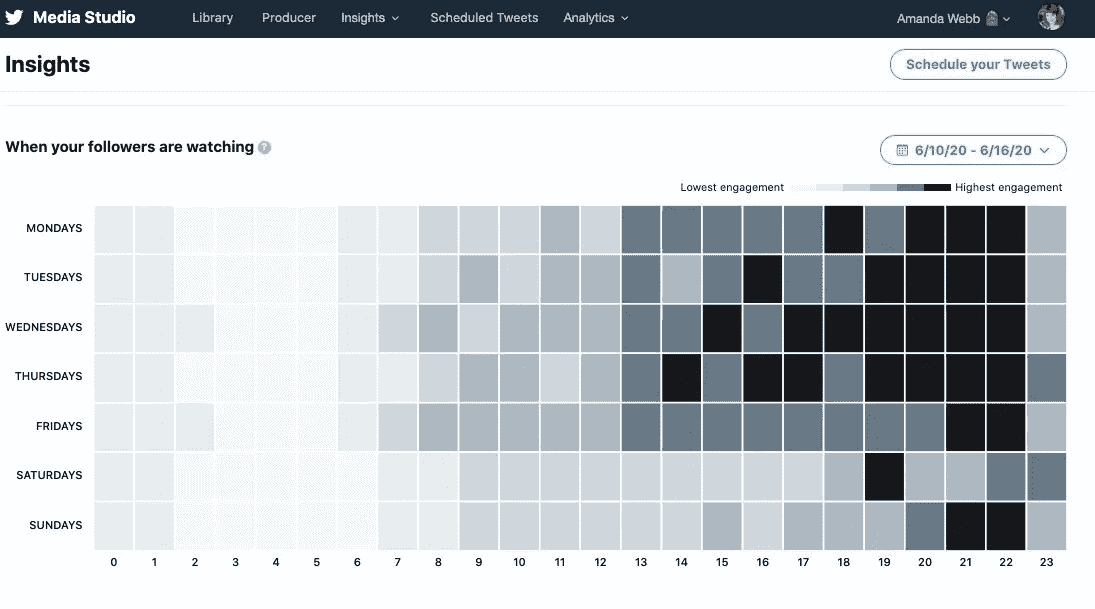 Media Studio Library Producer Insights Scheduled Tweets Analytics Amanda Webb
Insights Schedule your Tweets
When your followers are watching ? 6/10/20 - 6/16/20
Lowest engagement Highest engagement
MONDAYS
TUESDAYS
WEDNESDAYS
THURSDAYS
FRIDAYS
SATURDAYS
SUNDAYS
0 1 2 3 4 5 6 7 8 9 10 11 12 13 14 15 16 17 18 19 20 21 22 23